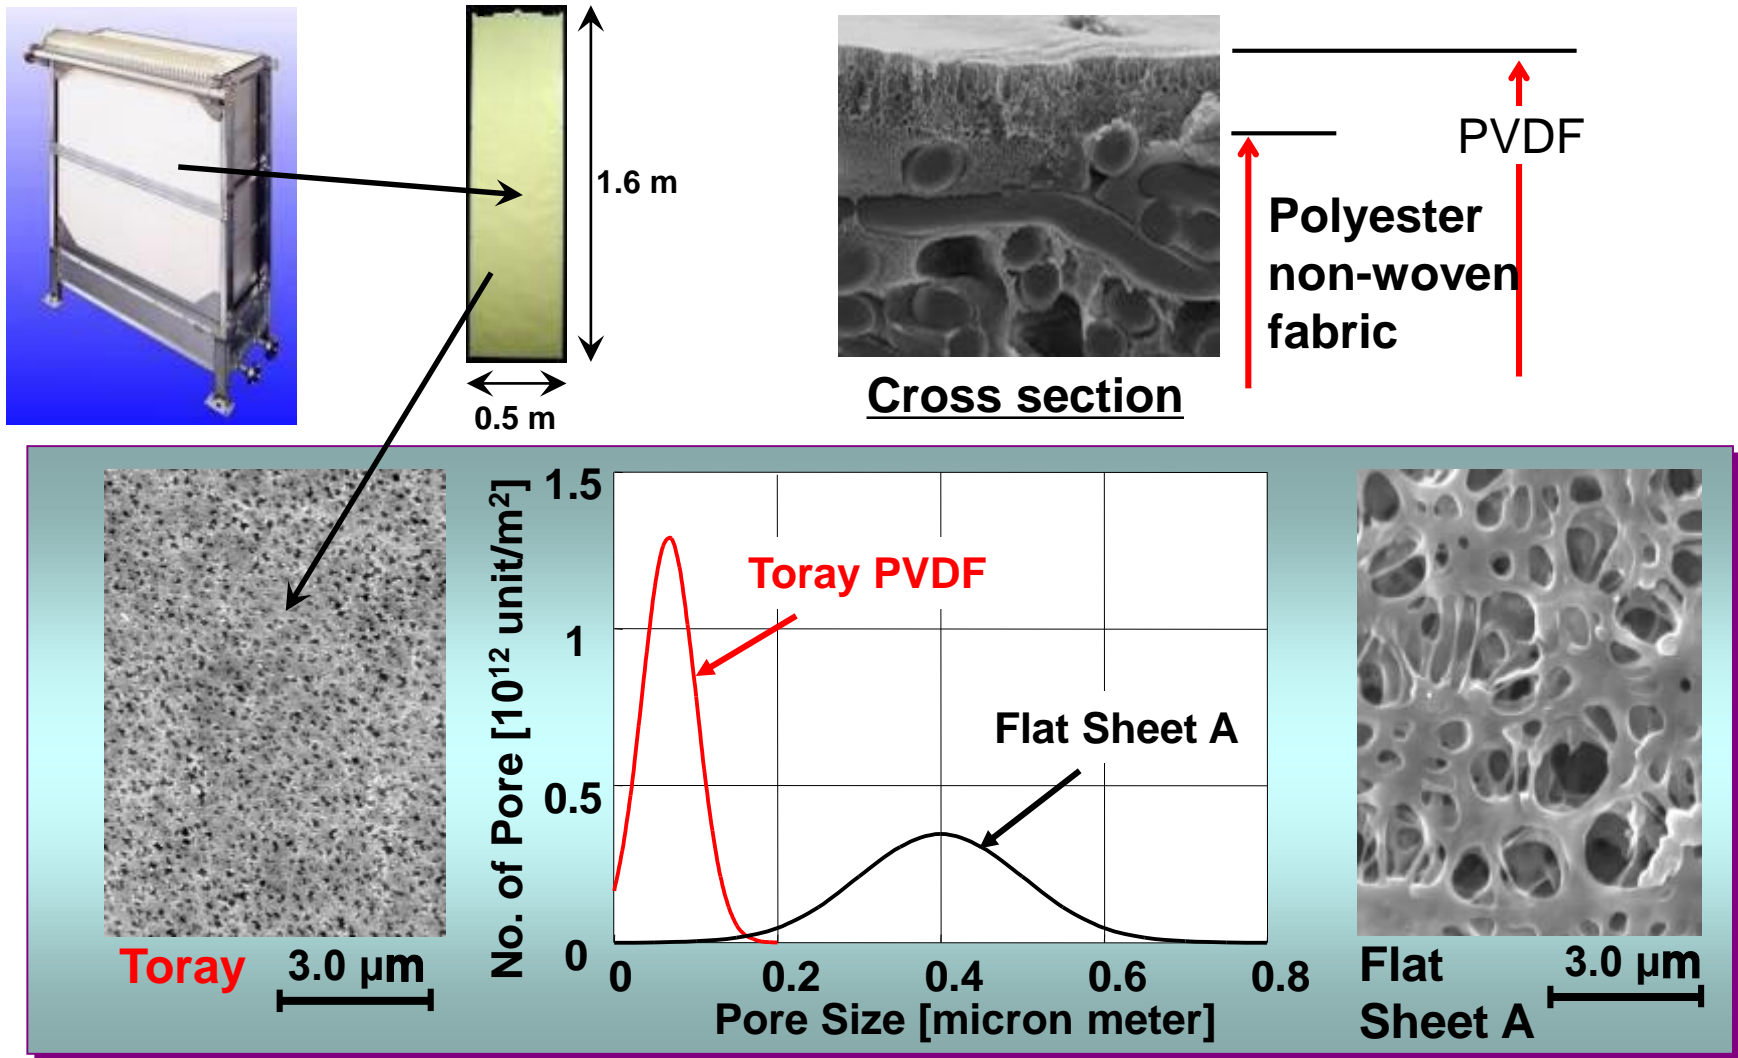 1.6 m
0.5 m
PVDF
Polyester
non-woven
fabric
Cross section
No. of Pore [10¹² unit/m²]
1.5
1
0.5
0
0
0.2
0.4
0.6
0.8
Pore Size [micron meter]
Toray PVDF
Flat Sheet A
Toray
3.0 µm
Flat
Sheet A
3.0 µm